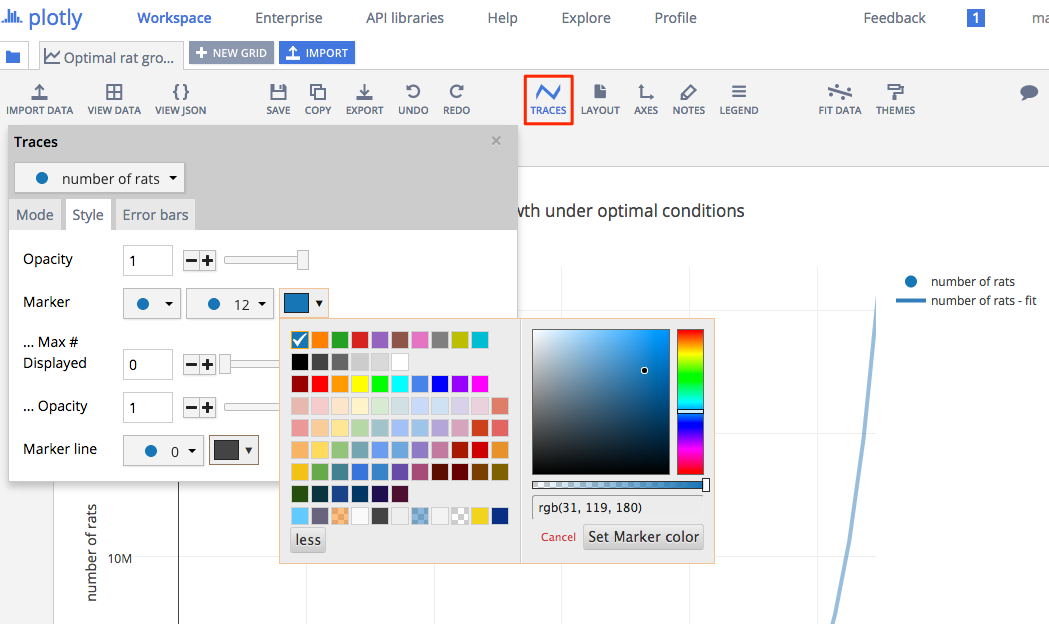 plotly Workspace Enterprise API libraries Help Explore Profile Feedback 1 ma
Optimal rat gro... NEW GRID IMPORT
IMPORT DATA VIEW DATA VIEW JSON SAVE COPY EXPORT UNDO REDO TRACES LAYOUT AXES NOTES LEGEND FIT DATA THEMES
Traces
number of rats
Mode Style Error bars
wth under optimal conditions
Opacity 1
number of rats
number of rats - fit
Marker 12
... Max #
Displayed 0
... Opacity 1
Marker line 0
rgb(31, 119, 180)
less Cancel Set Marker color
number of rats
10M